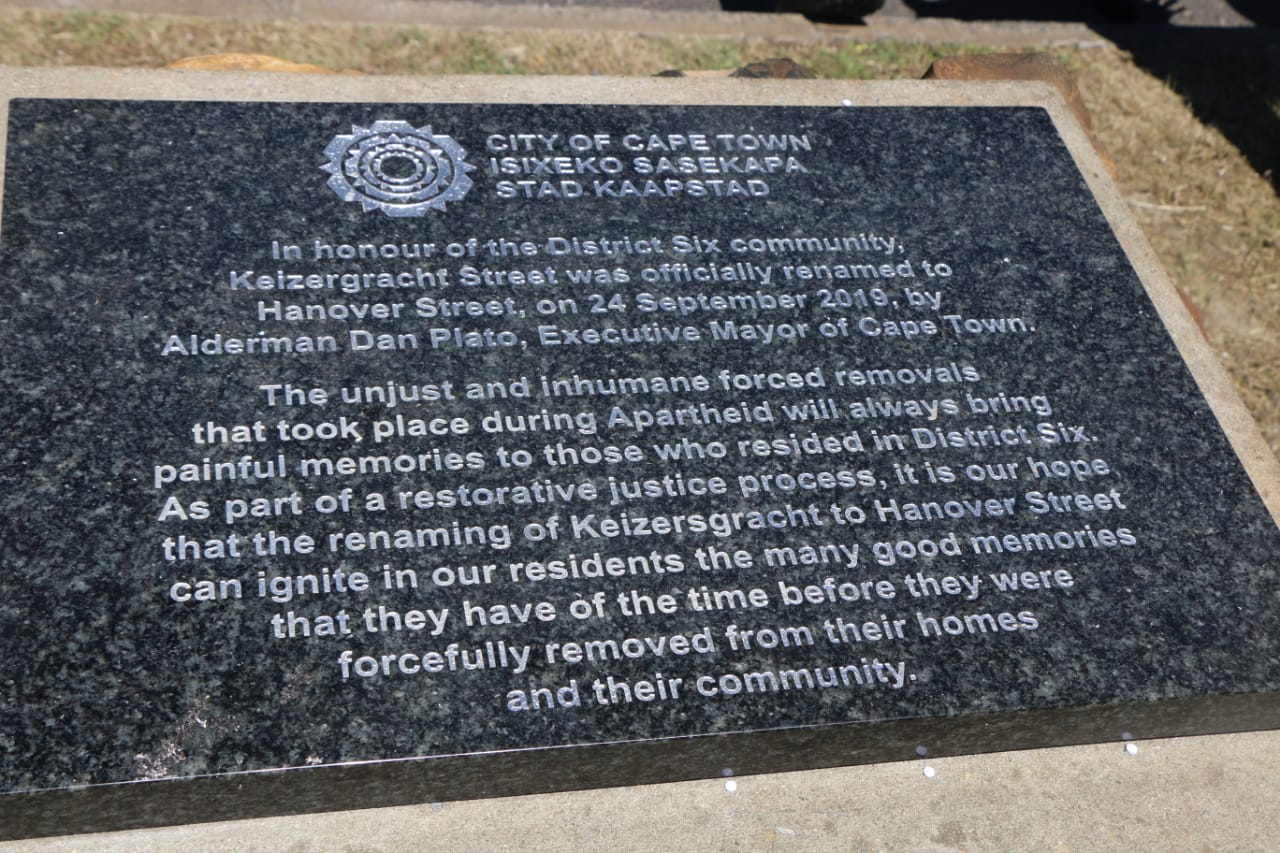 CITY OF CAPE TOWN
ISIXEKO SASEKAPA
STAD KAAPSTAD
In honour of the District Six community,
Keizergracht Street was officially renamed to
Hanover Street, on 24 September 2019, by
Alderman Dan Plato, Executive Mayor of Cape Town.
The unjust and inhumane forced removals
that took place during Apartheid will always bring
painful memories to those who resided in District Six.
As part of a restorative justice process, it is our hope
that the renaming of Keizersgracht to Hanover Street
can ignite in our residents the many good memories
that they have of the time before they were
forcefully removed from their homes
and their community.